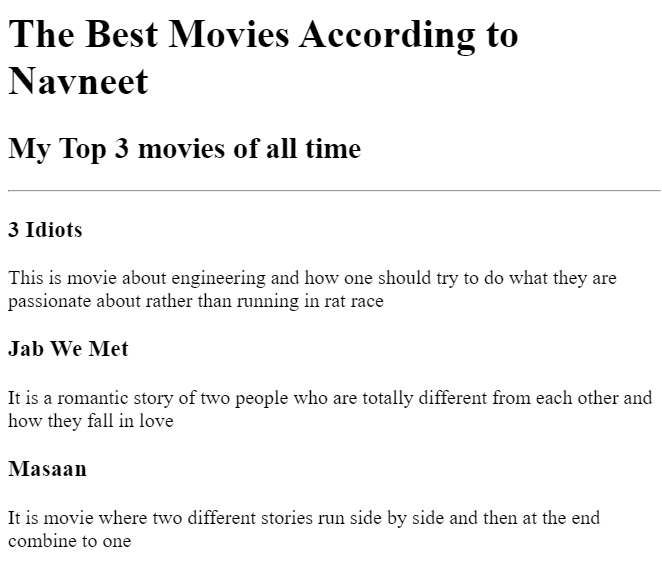 The Best Movies According to
Navneet
My Top 3 movies of all time
3 Idiots
This is movie about engineering and how one should try to do what they are
passionate about rather than running in rat race
Jab We Met
It is a romantic story of two people who are totally different from each other and
how they fall in love
Masaan
It is movie where two different stories run side by side and then at the end
combine to one